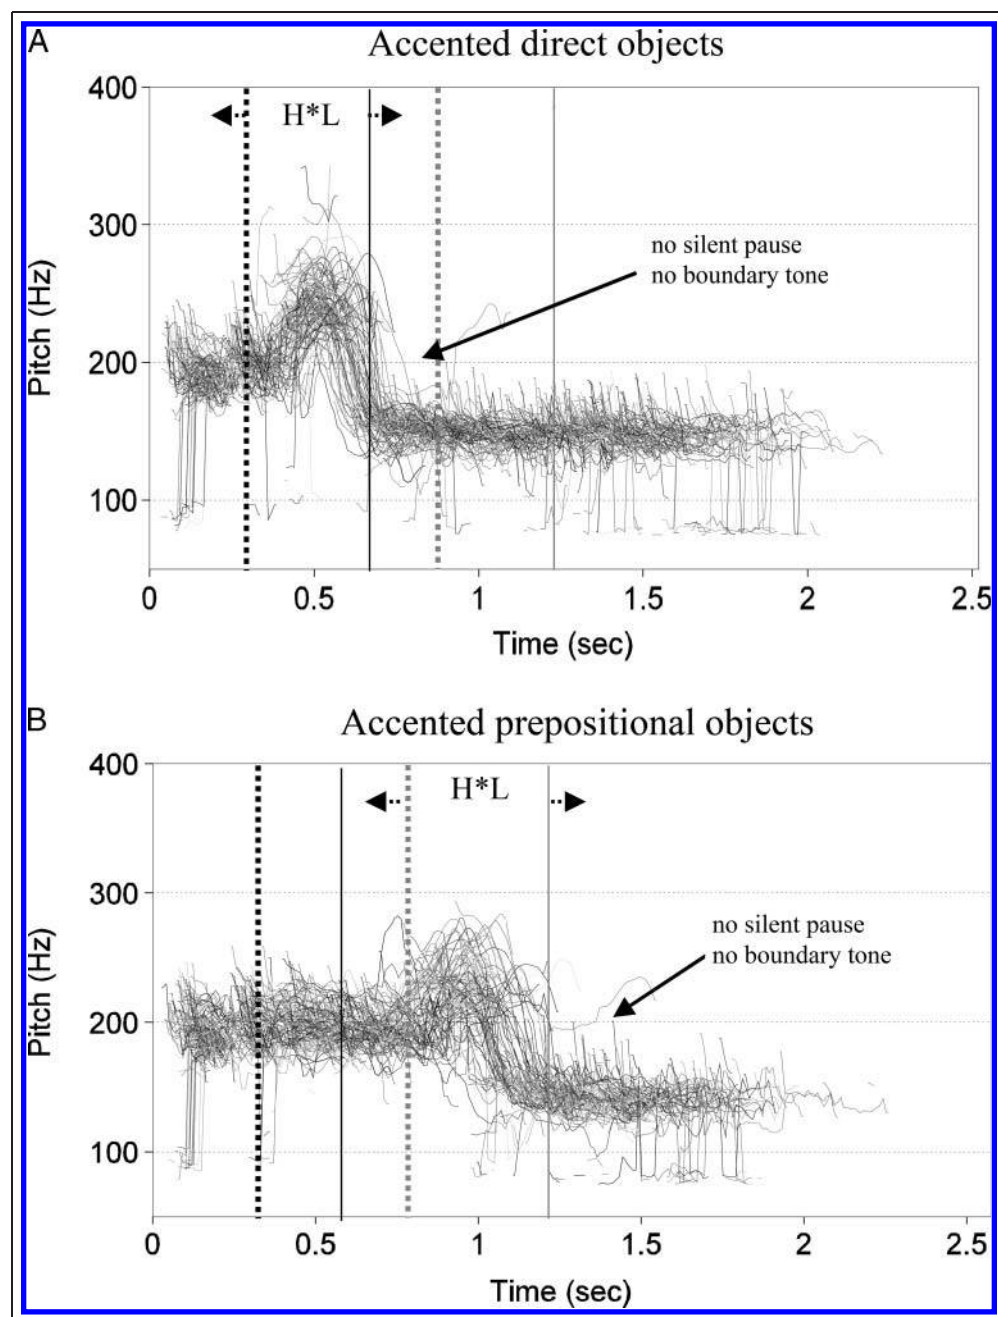 A
Accented direct objects
400
H*L
300
no silent pause
no boundary tone
200
100
Pitch (Hz)
0 0.5 1 1.5 2 2.5
Time (sec)
B
Accented prepositional objects
400
H*L
300
no silent pause
no boundary tone
200
100
Pitch (Hz)
0 0.5 1 1.5 2 2.5
Time (sec)